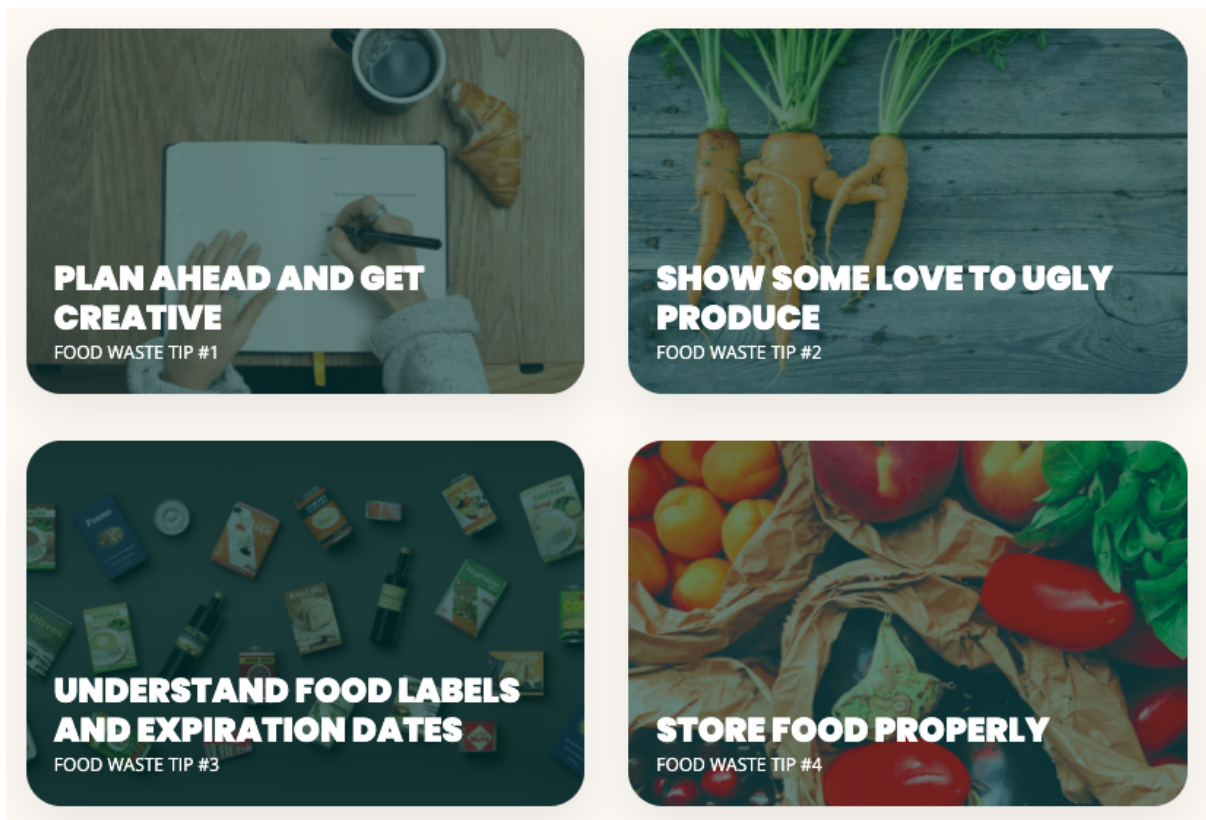 PLAN AHEAD AND GET
CREATIVE
FOOD WASTE TIP #1
SHOW SOME LOVE TO UGLY
PRODUCE
FOOD WASTE TIP #2
UNDERSTAND FOOD LABELS
AND EXPIRATION DATES
FOOD WASTE TIP #3
STORE FOOD PROPERLY
FOOD WASTE TIP #4